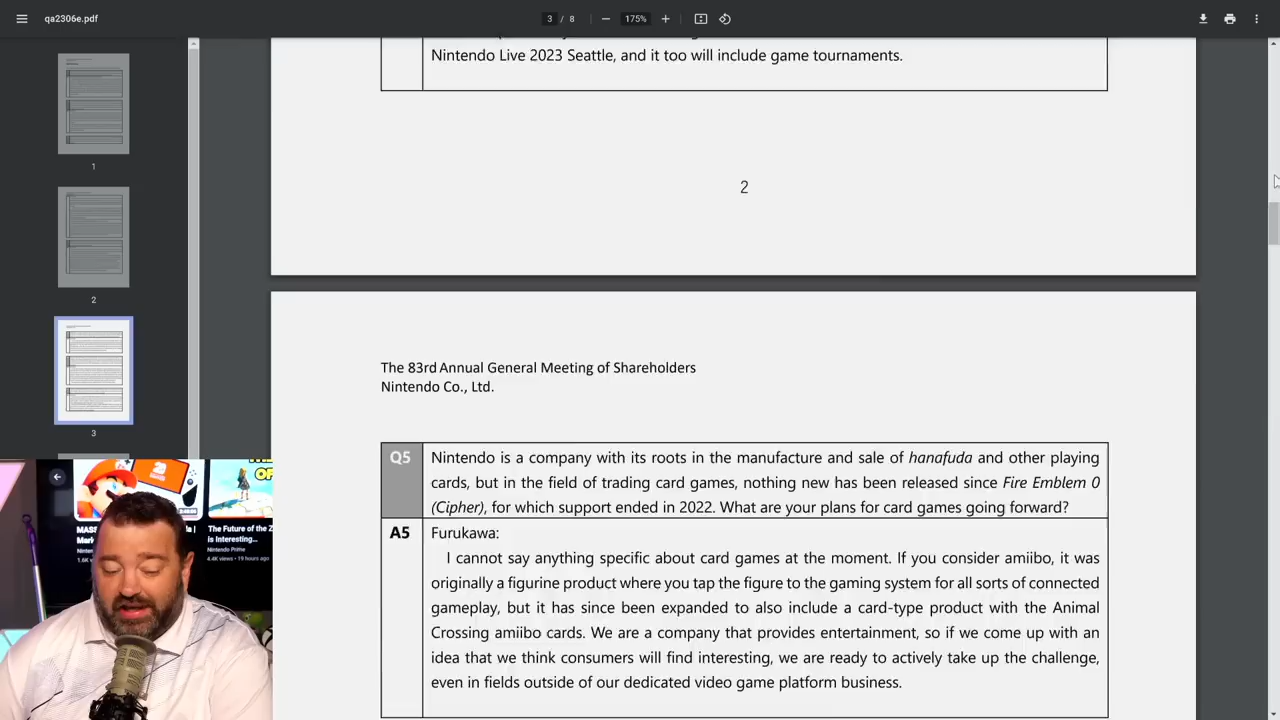 qa2306e.pdf
3 / 8
175%
Nintendo Live 2023 Seattle, and it too will include game tournaments.
2
The 83rd Annual General Meeting of Shareholders
Nintendo Co., Ltd.
Q5
Nintendo is a company with its roots in the manufacture and sale of hanafuda and other playing
cards, but in the field of trading card games, nothing new has been released since Fire Emblem 0
(Cipher), for which support ended in 2022. What are your plans for card games going forward?
A5
Furukawa:
I cannot say anything specific about card games at the moment. If you consider amiibo, it was
originally a figurine product where you tap the figure to the gaming system for all sorts of connected
gameplay, but it has since been expanded to also include a card-type product with the Animal
Crossing amiibo cards. We are a company that provides entertainment, so if we come up with an
idea that we think consumers will find interesting, we are ready to actively take up the challenge,
even in fields outside of our dedicated video game platform business.
1
2
3
MASS
Mark
Nintendo
The Future of the
is Interesting...
Nintendo Prime
4.4K views • 19 hours ago